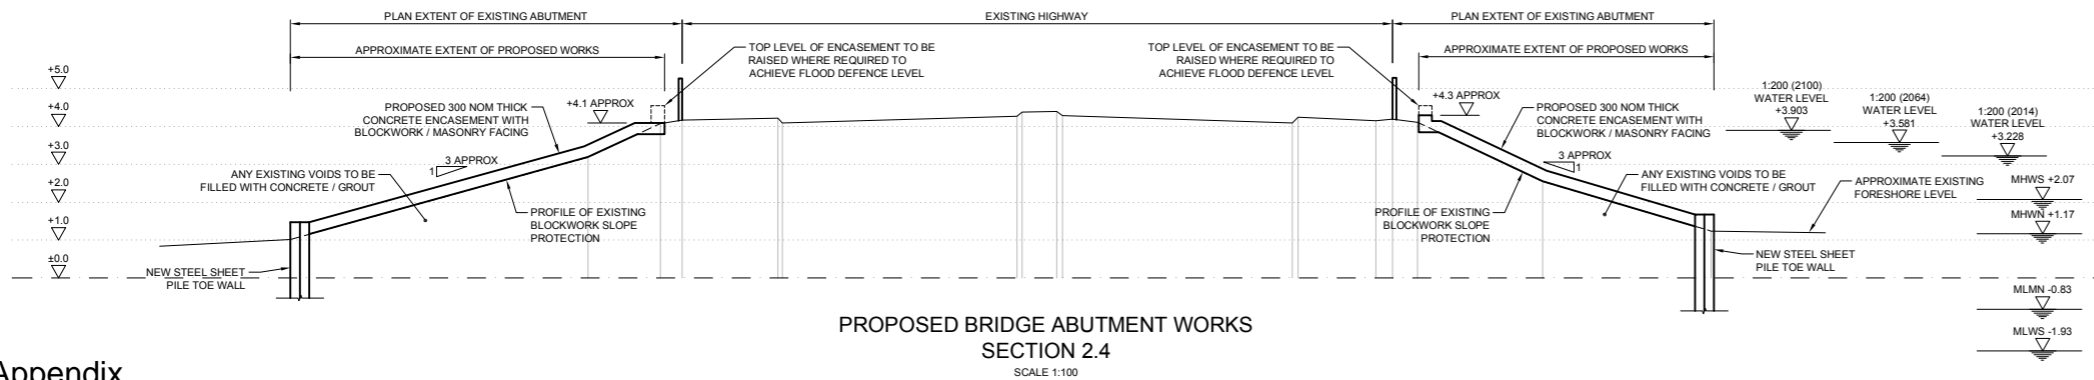 PLAN EXTENT OF EXISTING ABUTMENT
EXISTING HIGHWAY
PLAN EXTENT OF EXISTING ABUTMENT
APPROXIMATE EXTENT OF PROPOSED WORKS
TOP LEVEL OF ENCASEMENT TO BE
RAISED WHERE REQUIRED TO
ACHIEVE FLOOD DEFENCE LEVEL
TOP LEVEL OF ENCASEMENT TO BE
RAISED WHERE REQUIRED TO
ACHIEVE FLOOD DEFENCE LEVEL
APPROXIMATE EXTENT OF PROPOSED WORKS
+5.0
+4.0
+3.0
+2.0
+1.0
±0.0
PROPOSED 300 NOM THICK
CONCRETE ENCASEMENT WITH
BLOCKWORK / MASONRY FACING
+4.1 APPROX
+4.3 APPROX
PROPOSED 300 NOM THICK
CONCRETE ENCASEMENT WITH
BLOCKWORK / MASONRY FACING
1:200 (2100)
WATER LEVEL
+3.903
1:200 (2064)
WATER LEVEL
+3.581
1:200 (2014)
WATER LEVEL
+3.228
3 APPROX
1
3 APPROX
1
ANY EXISTING VOIDS TO BE
FILLED WITH CONCRETE / GROUT
ANY EXISTING VOIDS TO BE
FILLED WITH CONCRETE / GROUT
APPROXIMATE EXISTING
FORESHORE LEVEL
MHWS +2.07
MHWN +1.17
PROFILE OF EXISTING
BLOCKWORK SLOPE
PROTECTION
PROFILE OF EXISTING
BLOCKWORK SLOPE
PROTECTION
NEW STEEL SHEET
PILE TOE WALL
NEW STEEL SHEET
PILE TOE WALL
MLMN -0.83
MLWS -1.93
PROPOSED BRIDGE ABUTMENT WORKS
SECTION 2.4
SCALE 1:100
Appendix